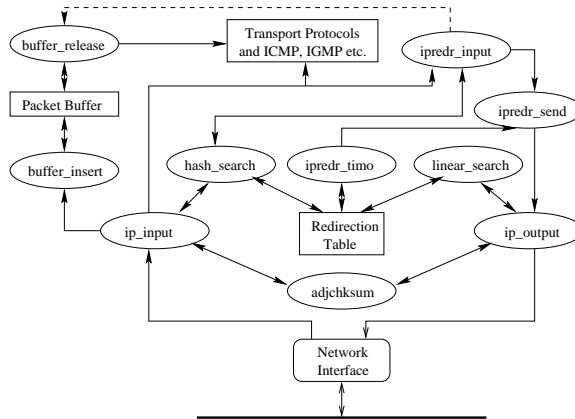 buffer_release
Transport Protocols
and ICMP, IGMP etc.
ipredr_input
Packet Buffer
ipredr_send
buffer_insert
hash_search
ipredr_timo
linear_search
ip_input
Redirection
Table
ip_output
adjchksum
Network
Interface